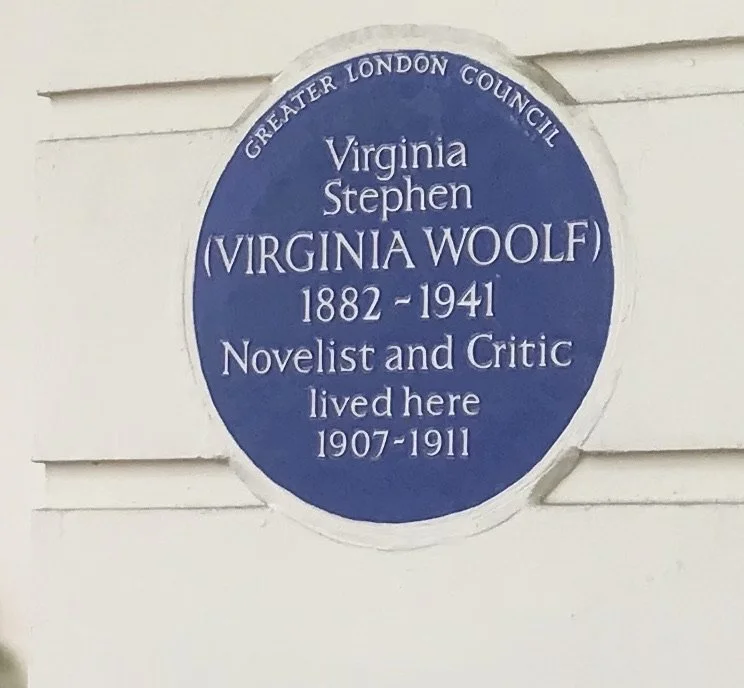 GREATER LONDON COUNCIL
Virginia
Stephen
(VIRGINIA WOOLF)
1882 - 1941
Novelist and Critic
lived here
1907-1911